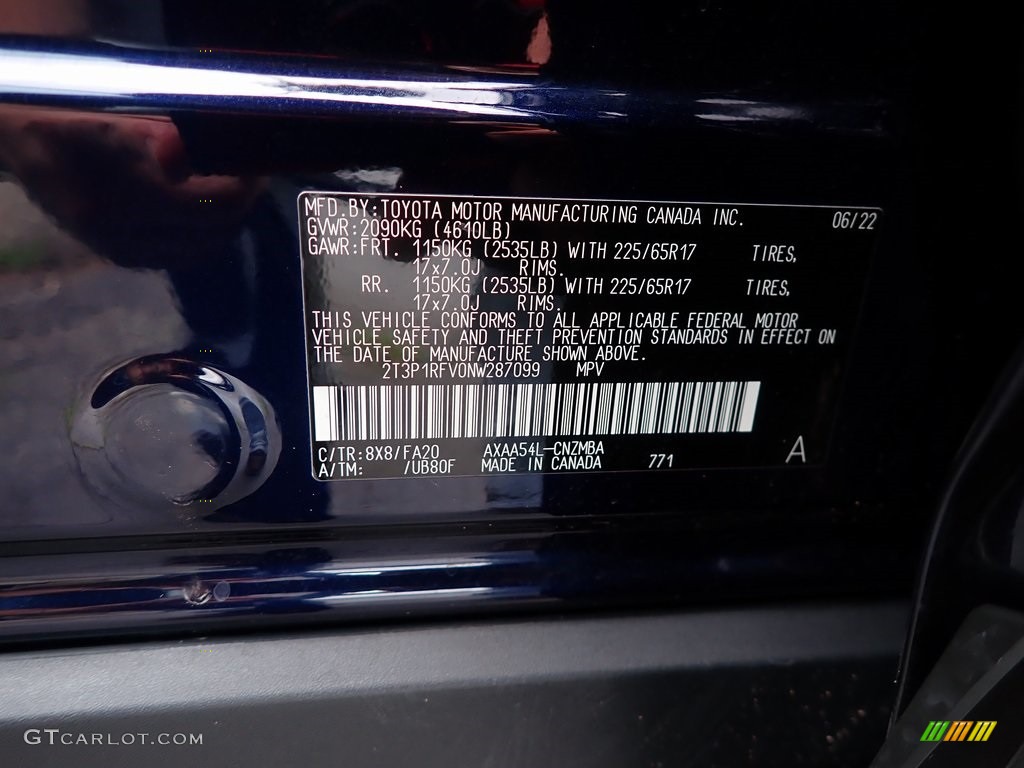 MFD.BY:TOYOTA MOTOR MANUFACTURING CANADA INC. 06/22
GVWR:2090KG (4610LB)
GAWR:FRT. 1150KG (2535LB) WITH 225/65R17 TIRES,
17x7.0J RIMS.
RR. 1150KG (2535LB) WITH 225/65R17 TIRES,
17x7.0J RIMS.
THIS VEHICLE CONFORMS TO ALL APPLICABLE FEDERAL MOTOR
VEHICLE SAFETY AND THEFT PREVENTION STANDARDS IN EFFECT ON
THE DATE OF MANUFACTURE SHOWN ABOVE.
2T3P1RFV0NW287099 MPV
C/TR:8X8/FA20 AXAA54L-CNZMBA
A/TM: /UB80F MADE IN CANADA 771 A
GTCARLOT.COM